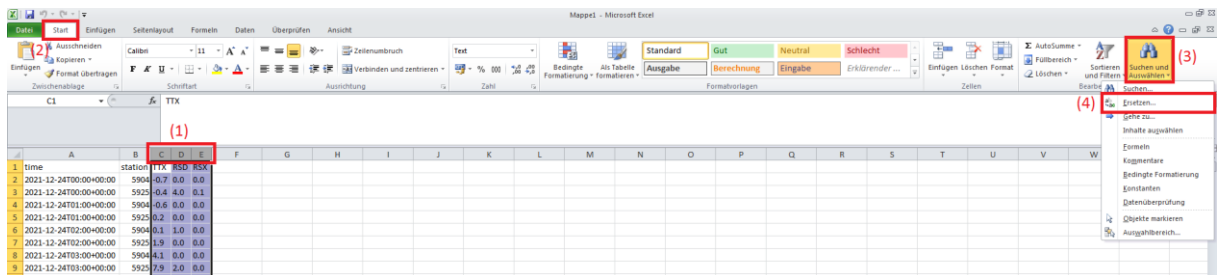 Mappe1 - Microsoft Excel
Datei Start Einfügen Seitenlayout Formeln Daten Überprüfen Ansicht
(2)
Einfügen
Ausschneiden
Kopieren
Format übertragen
Zwischenablage
Calibri 11 A A
F K U A
Schriftart
Zeilenumbruch
Verbinden und zentrieren
Ausrichtung
Text
% 000
Zahl
Bedingte Formatierung
Als Tabelle formatieren
Standard Gut Neutral Schlecht
Ausgabe Berechnung Eingabe Erklärender ...
Formatvorlagen
Einfügen Löschen Format
Zellen
Σ AutoSumme
Füllbereich
Löschen
Sortieren und Filtern
Suchen und Auswählen
(3)
Bearbe
C1 fx TTX
(1)
(4)
Suchen...
Ersetzen...
Gehe zu...
Inhalte auswählen
Formeln
Kommentare
Bedingte Formatierung
Konstanten
Datenüberprüfung
Objekte markieren
Auswahlbereich...
A B C D E F G H I J K L M N O P Q R S T U V W
1 time station TTX RSD RSX
2 2021-12-24T00:00+00:00 5904 -0.7 0.0 0.0
3 2021-12-24T00:00+00:00 5925 -0.4 4.0 0.1
4 2021-12-24T01:00+00:00 5904 -0.6 0.0 0.0
5 2021-12-24T01:00+00:00 5925 0.2 0.0 0.0
6 2021-12-24T02:00+00:00 5904 0.1 1.0 0.0
7 2021-12-24T02:00+00:00 5925 1.9 0.0 0.0
8 2021-12-24T03:00+00:00 5904 4.1 0.0 0.0
9 2021-12-24T03:00+00:00 5925 7.9 2.0 0.0